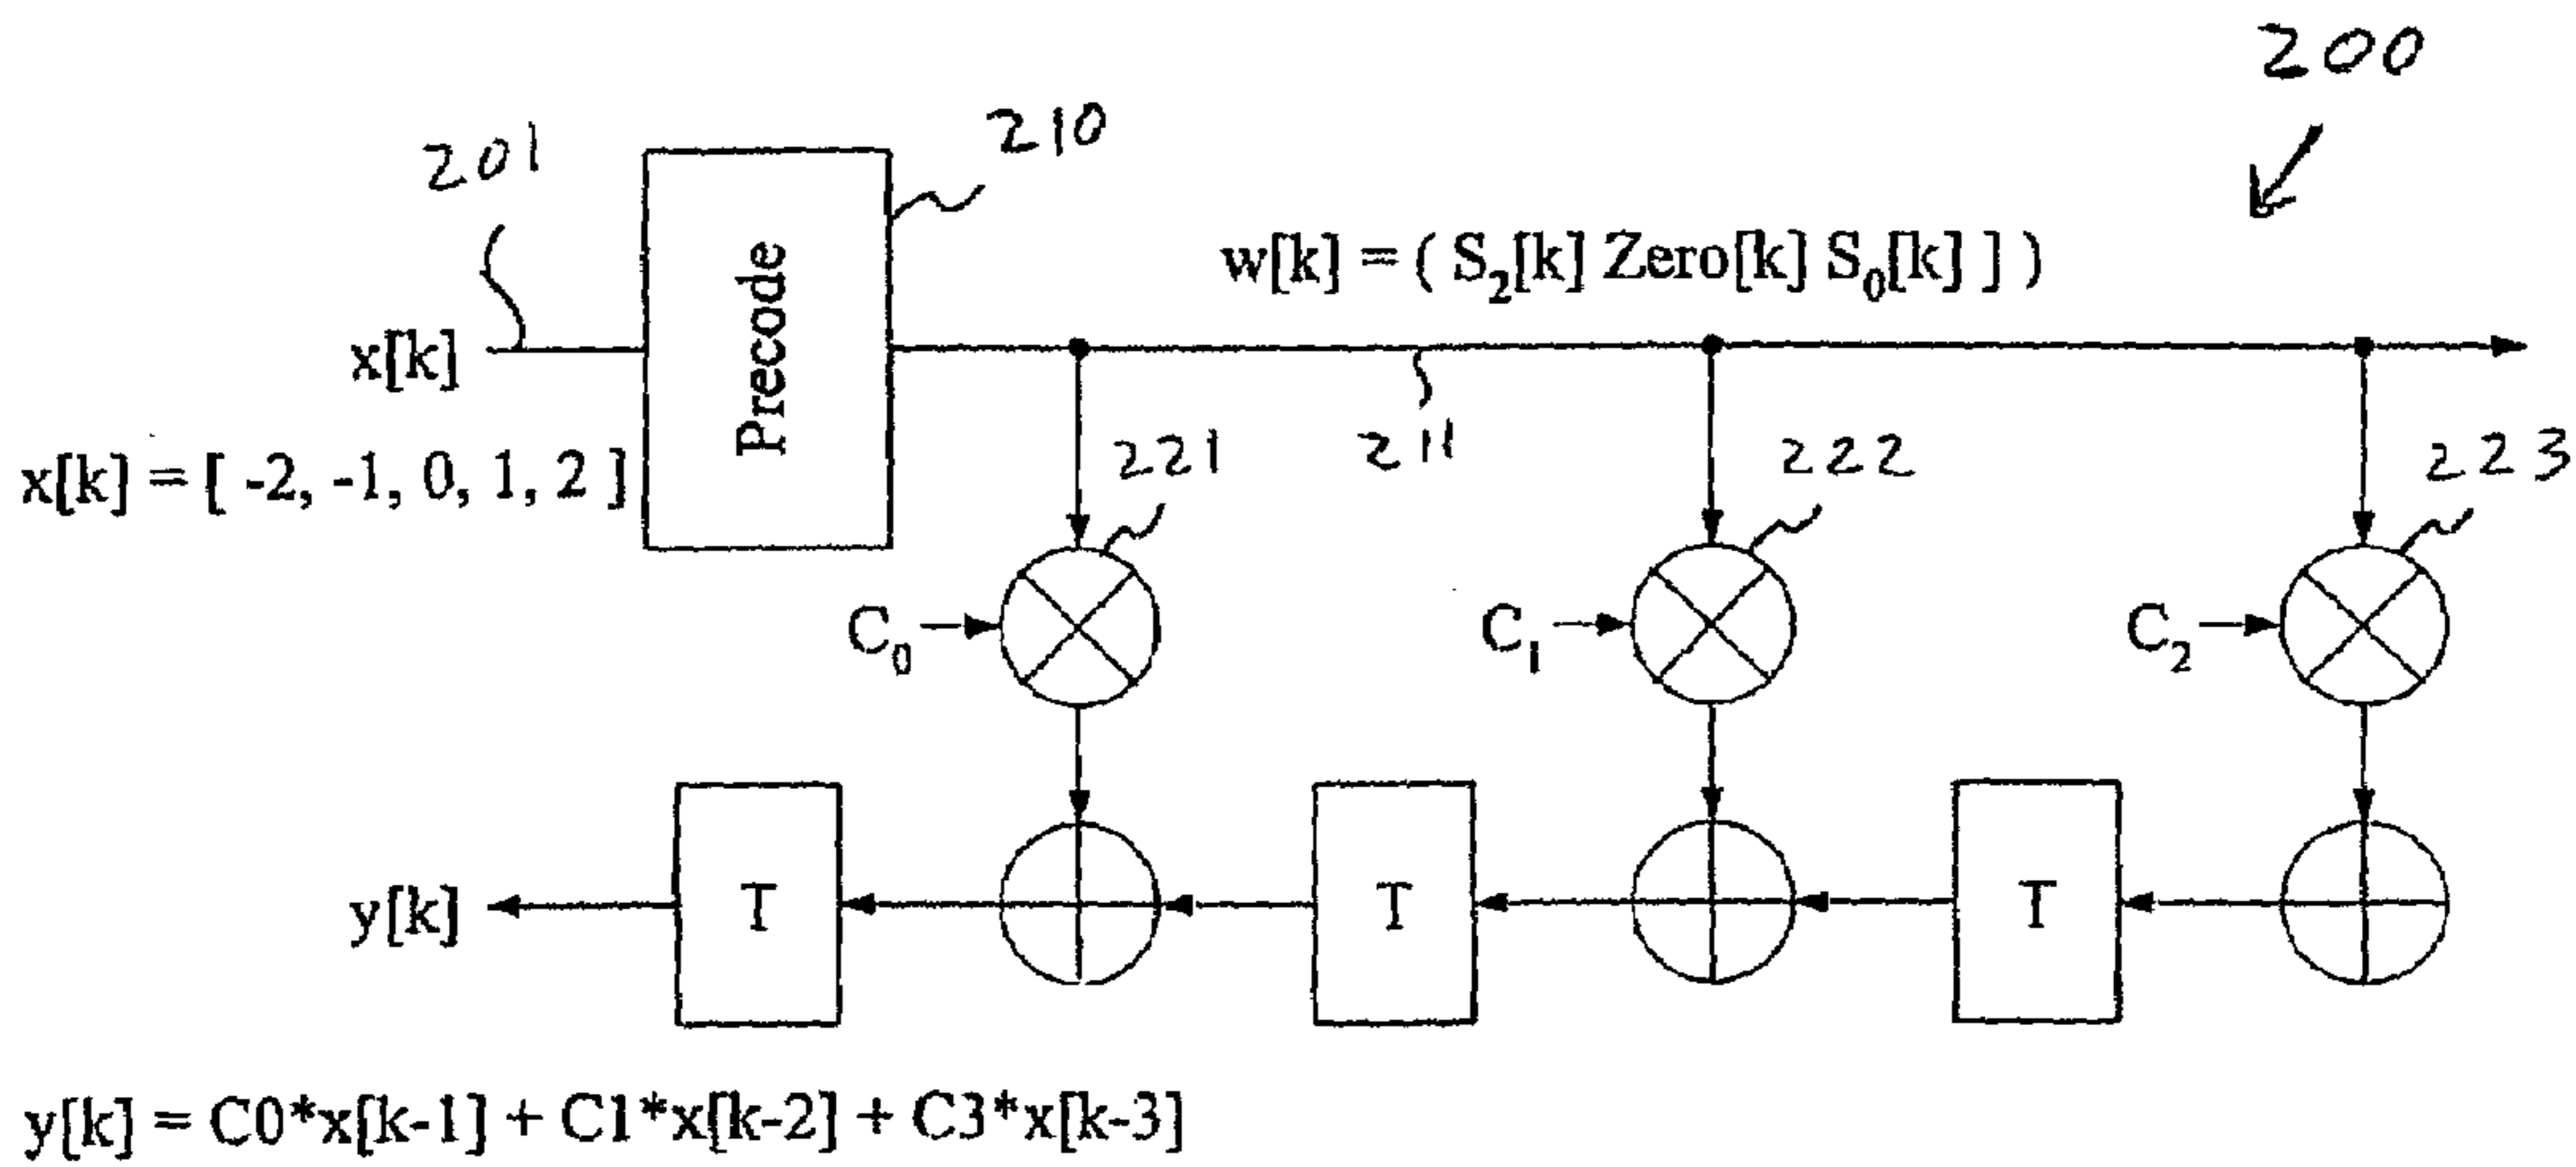 200
210
201
w[k] = ( S₂[k] Zero[k] S₀[k] ] )
Precode
x[k]
x[k] = [ -2, -1, 0, 1, 2 ]
211
221
222
223
C₀
C₁
C₂
y[k]
T
T
T
y[k] = C0*x[k-1] + C1*x[k-2] + C3*x[k-3]